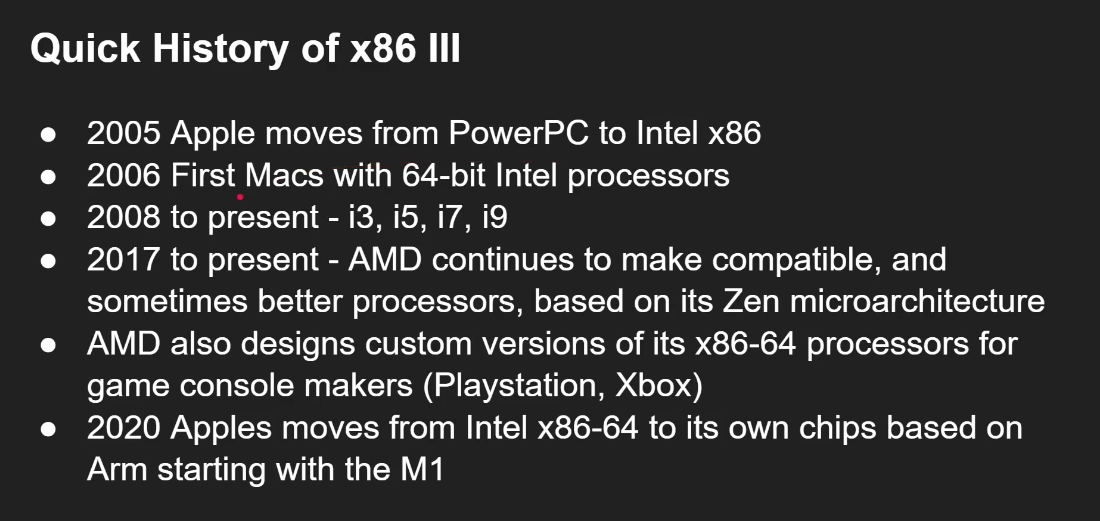 Quick History of x86 III
● 2005 Apple moves from PowerPC to Intel x86
● 2006 First Macs with 64-bit Intel processors
● 2008 to present - i3, i5, i7, i9
● 2017 to present - AMD continues to make compatible, and
sometimes better processors, based on its Zen microarchitecture
● AMD also designs custom versions of its x86-64 processors for
game console makers (Playstation, Xbox)
● 2020 Apples moves from Intel x86-64 to its own chips based on
Arm starting with the M1